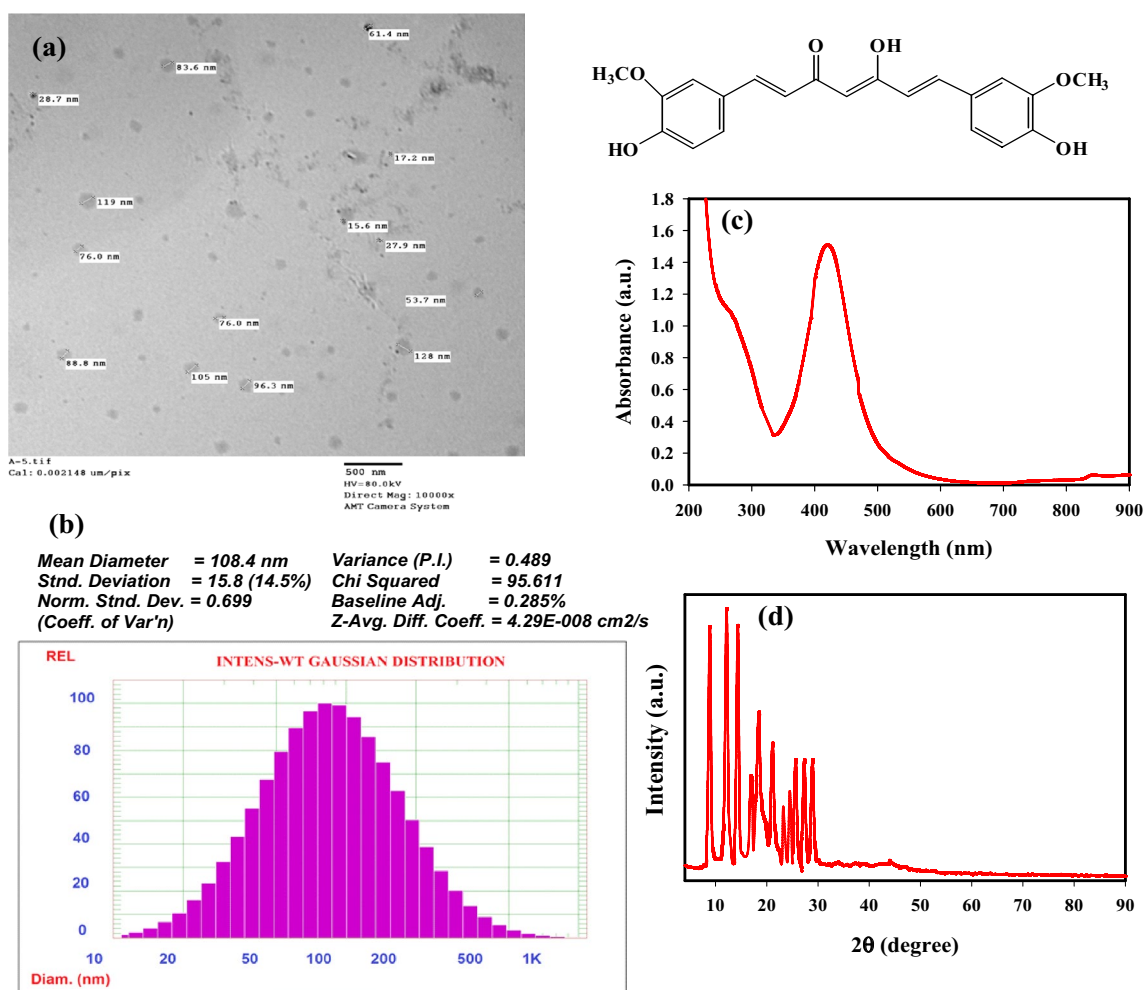 (a)
61.4 nm
83.6 nm
28.7 nm
17.2 nm
119 nm
15.6 nm
27.9 nm
76.0 nm
53.7 nm
76.0 nm
128 nm
88.8 nm
105 nm
96.3 nm
A-5.tif
Cal: 0.002148 um/pix
500 nm
HV=80.0kV
Direct Mag: 10000x
AMT Camera System
O OH
H3CO OCH3
HO OH
(c)
1.8
1.6
1.4
1.2
1.0
0.8
0.6
0.4
0.2
0.0
Absorbance (a.u.)
200 300 400 500 600 700 800 900
Wavelength (nm)
(b)
Mean Diameter = 108.4 nm Variance (P.I.) = 0.489
Stnd. Deviation = 15.8 (14.5%) Chi Squared = 95.611
Norm. Stnd. Dev. = 0.699 Baseline Adj. = 0.285%
(Coeff. of Var'n) Z-Avg. Diff. Coeff. = 4.29E-008 cm2/s
REL INTENS-WT GAUSSIAN DISTRIBUTION
100
80
60
40
20
0
10 20 50 100 200 500 1K
Diam. (nm)
(d)
Intensity (a.u.)
10 20 30 40 50 60 70 80 90
2θ (degree)